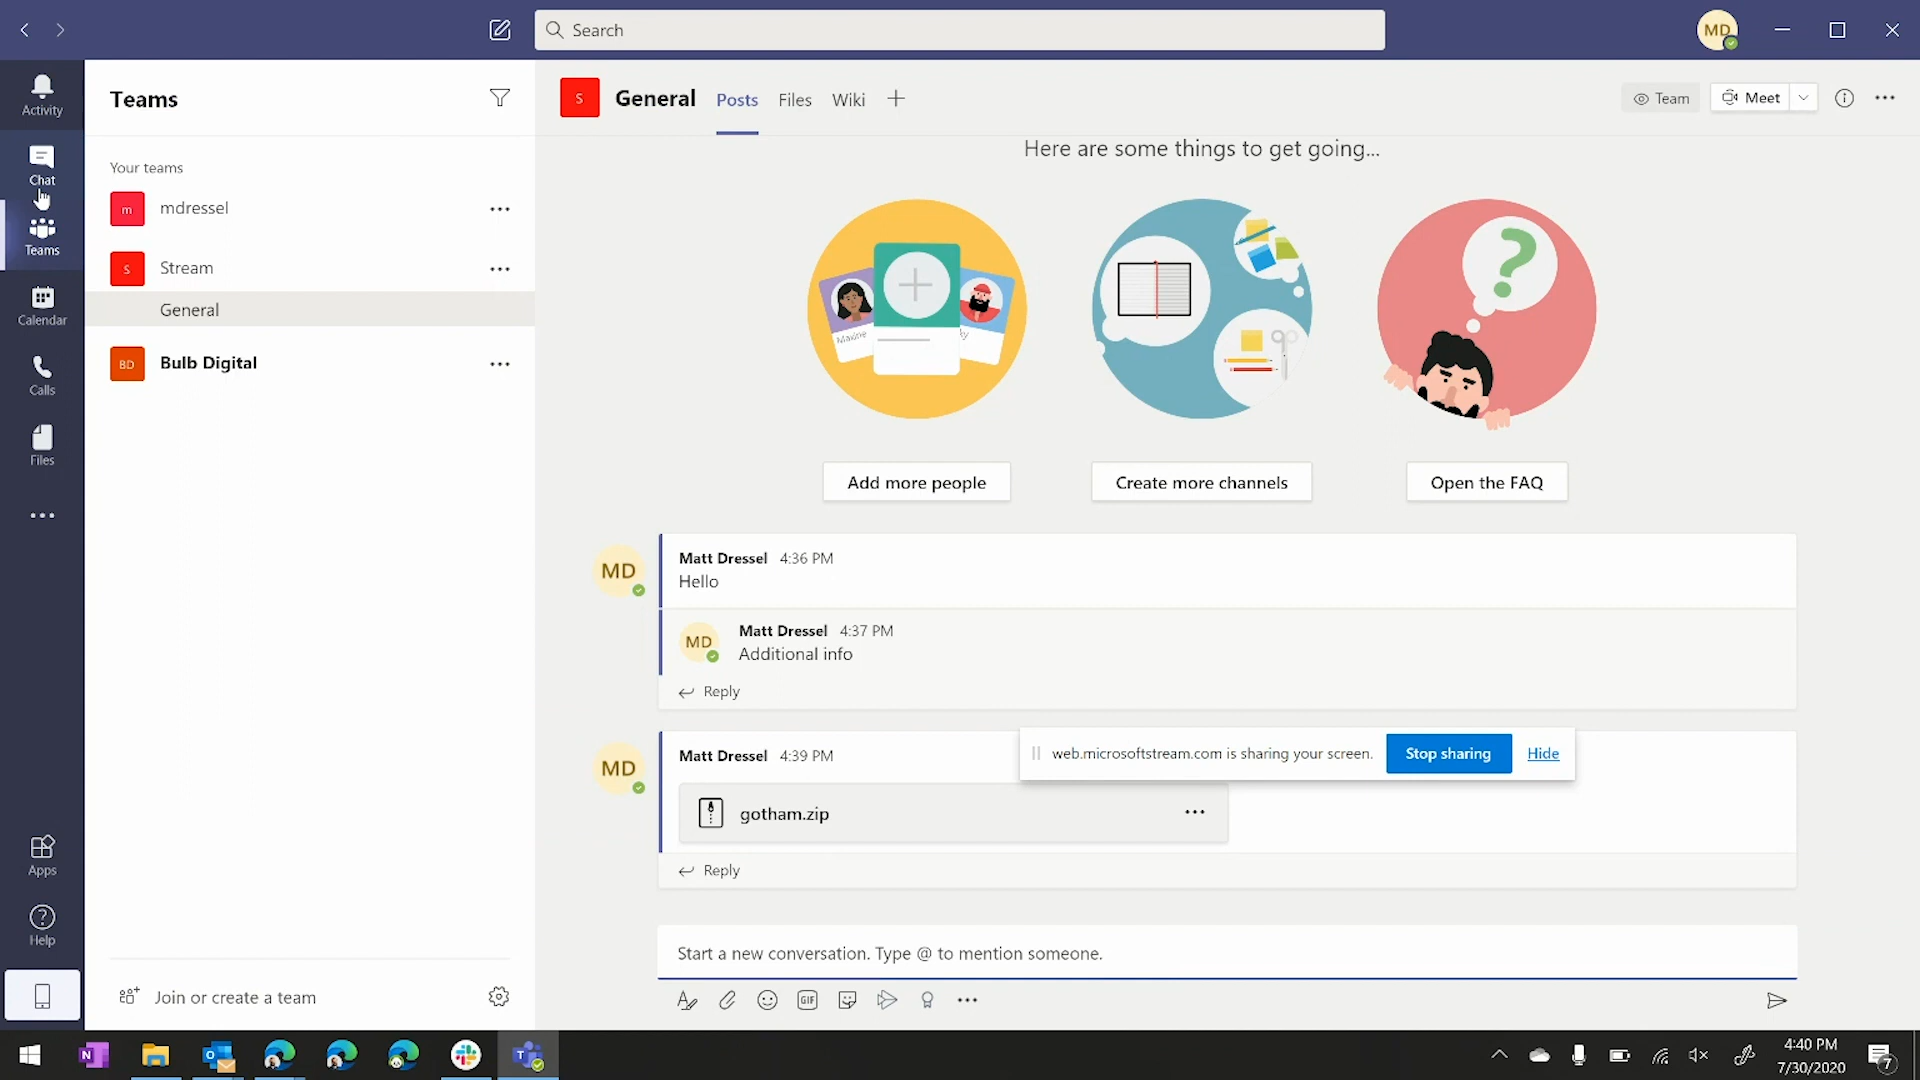 Search
MD
Activity
Chat
Teams
Calendar
Calls
Files
Apps
Help
Teams
Your teams
m mdressel
S Stream
General
BD Bulb Digital
Join or create a team
S General Posts Files Wiki
Team Meet
Here are some things to get going...
Maxine
Add more people
Create more channels
Open the FAQ
MD
Matt Dressel 4:36 PM
Hello
MD
Matt Dressel 4:37 PM
Additional info
Reply
MD
Matt Dressel 4:39 PM
web.microsoftstream.com is sharing your screen. Stop sharing Hide
gotham.zip
Reply
Start a new conversation. Type @ to mention someone.
GIF
4:40 PM
7/30/2020
7